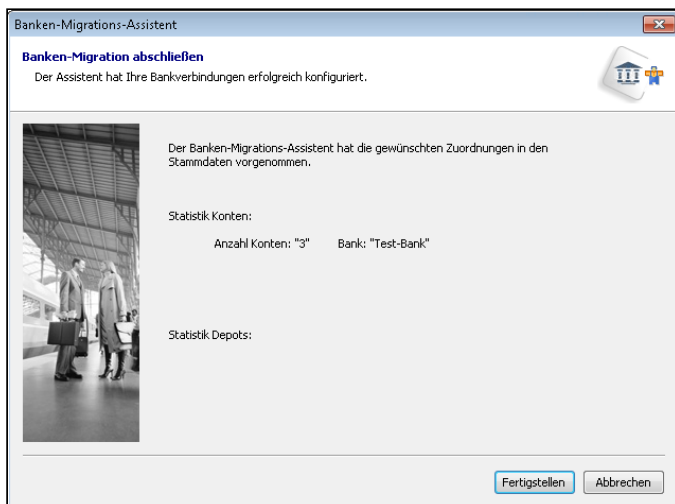 Banken-Migrations-Assistent
Banken-Migration abschließen
Der Assistent hat Ihre Bankverbindungen erfolgreich konfiguriert.
Der Banken-Migrations-Assistent hat die gewünschten Zuordnungen in den
Stammdaten vorgenommen.
Statistik Konten:
Anzahl Konten: "3" Bank: "Test-Bank"
Statistik Depots:
Fertigstellen Abbrechen